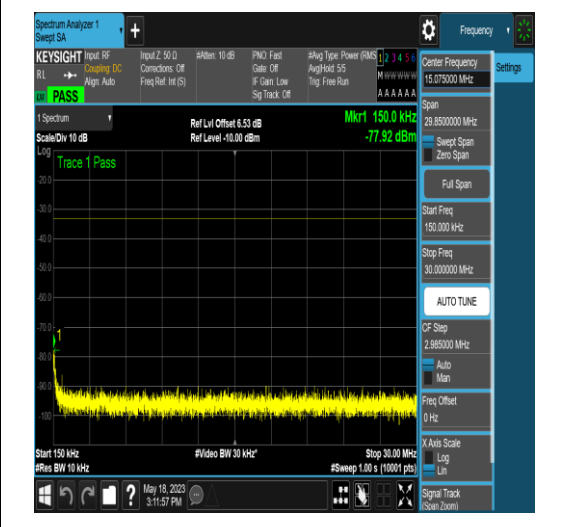 Spectrum Analyzer 1
Swept SA
+
Frequency
KEYSIGHT
RL
PASS
Input: RF
Coupling: DC
Align: Auto
Input Z: 50 Ω
Corrections: Off
Freq Ref: Int (S)
#Atten: 10 dB
PNO: Fast
Gate: Off
IF Gain: Low
Sig Track: Off
#Avg Type: Power (RMS
Avg|Hold: 5/5
Trig: Free Run
1 2 3 4 5 6
M W W W W W
A A A A A A
1 Spectrum
Scale/Div 10 dB
Log
Ref Lvl Offset 6.53 dB
Ref Level -10.00 dBm
Mkr1 150.0 kHz
-77.92 dBm
Trace 1 Pass
-20.0
-30.0
-40.0
-50.0
-60.0
-70.0
-80.0
-90.0
-100
1
Start 150 kHz
#Res BW 10 kHz
#Video BW 30 kHz*
Stop 30.00 MHz
#Sweep 1.00 s (10001 pts)
?
May 18, 2023
3:11:57 PM
Center Frequency
15.075000 MHz
Span
29.8500000 MHz
Swept Span
Zero Span
Full Span
Start Freq
150.000 kHz
Stop Freq
30.000000 MHz
AUTO TUNE
CF Step
2.985000 MHz
Auto
Man
Freq Offset
0 Hz
X Axis Scale
Log
Lin
Signal Track
(Span Zoom)
Settings